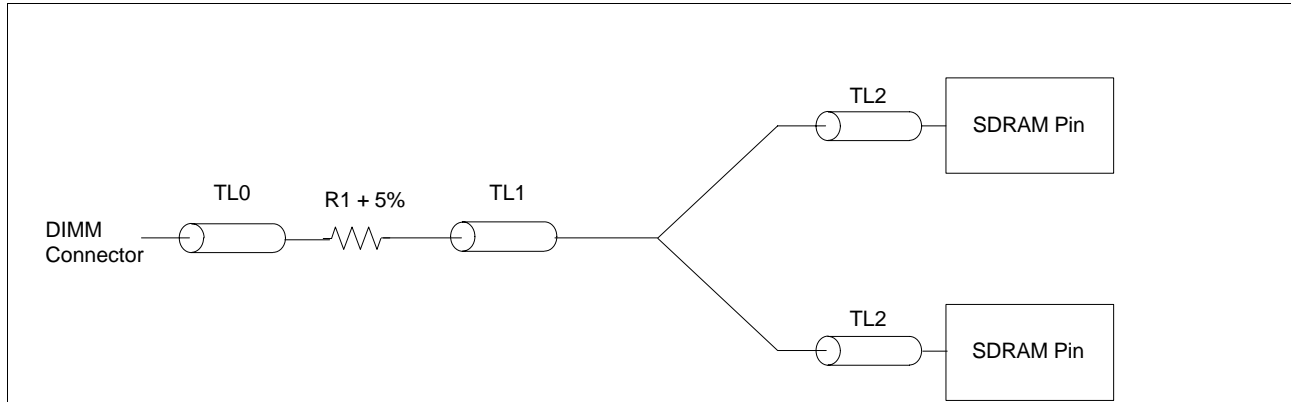 TL2
SDRAM Pin
TL0
R1 + 5%
TL1
DIMM
Connector
TL2
SDRAM Pin